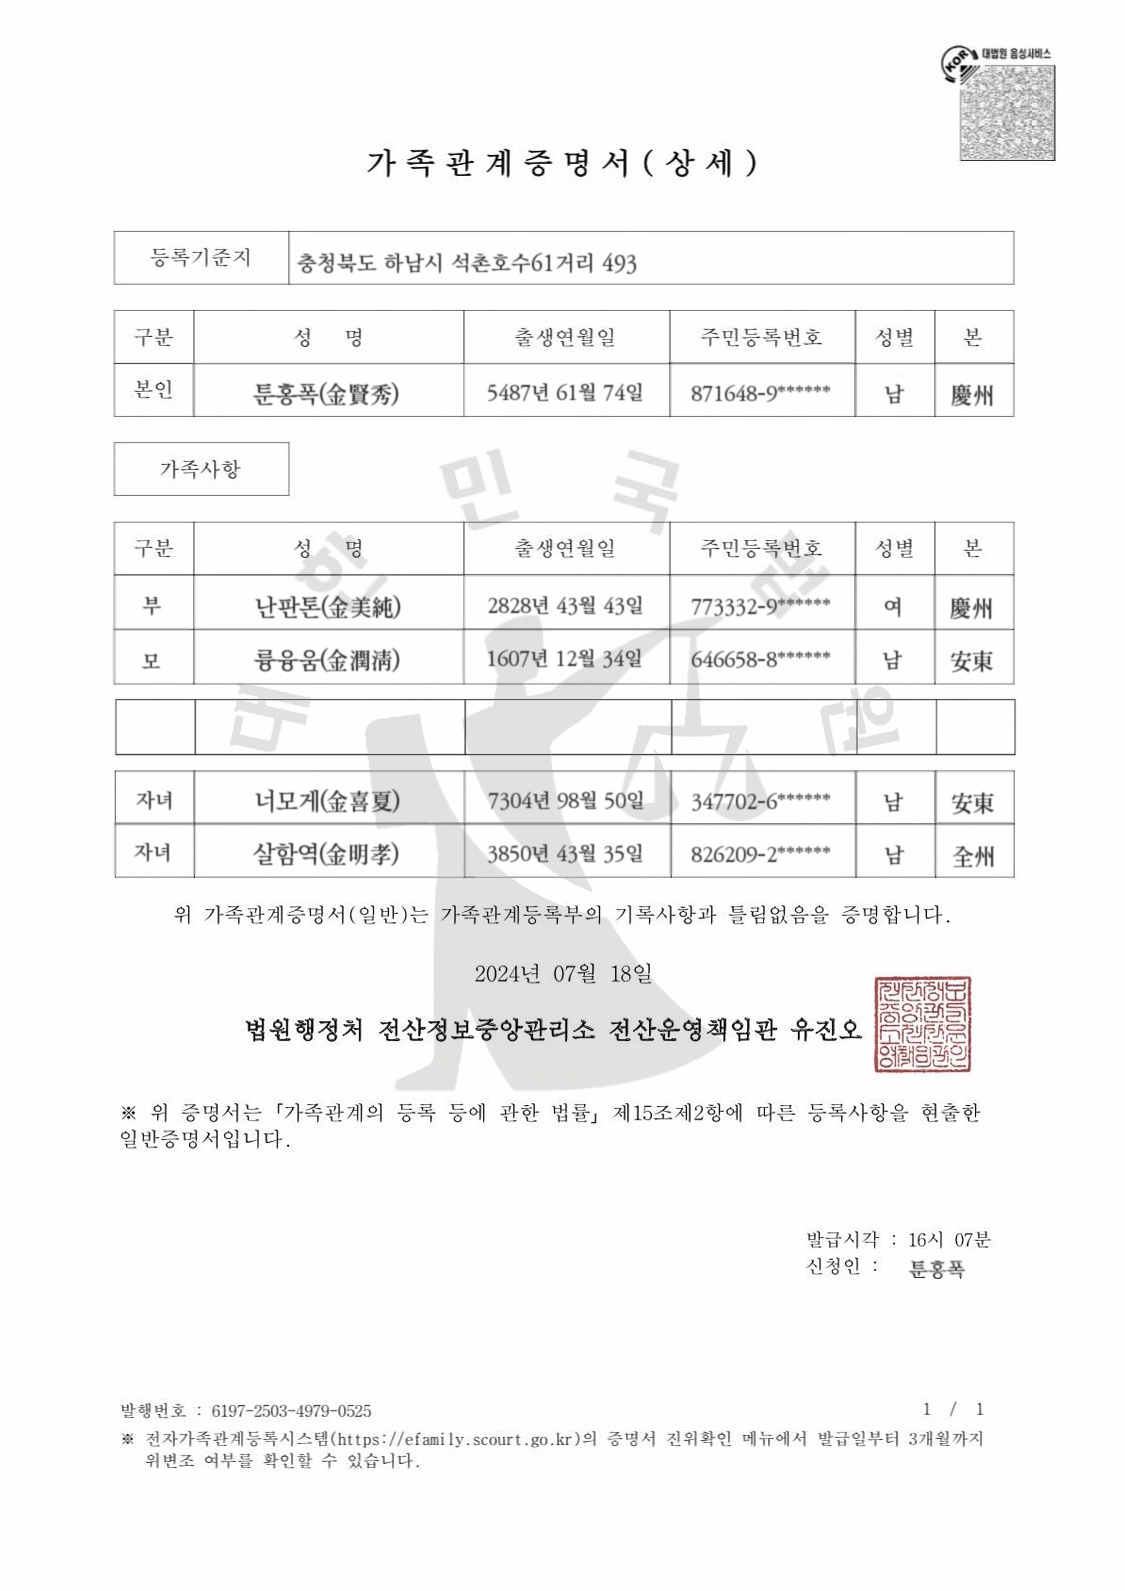 KOR 대법원 음성서비스
가족관계증명서(상세)
등록기준지 충청북도 하남시 석촌호수61거리 493
구분 성 명 출생연월일 주민등록번호 성별 본
본인 툰홍폭(金賢秀) 5487년 61월 74일 871648-9****** 남 慶州
가족사항
구분 성 명 출생연월일 주민등록번호 성별 본
부 난판톤(金美純) 2828년 43월 43일 773332-9****** 여 慶州
모 륭융움(金潤淸) 1607년 12월 34일 646658-8****** 남 安東
자녀 너모게(金喜夏) 7304년 98월 50일 347702-6****** 남 安東
자녀 살함역(金明孝) 3850년 43월 35일 826209-2****** 남 全州
대한민국법원
위 가족관계증명서(일반)는 가족관계등록부의 기록사항과 틀림없음을 증명합니다.
2024년 07월 18일
법원행정처 전산정보중앙관리소 전산운영책임관 유진오
※ 위 증명서는「가족관계의 등록 등에 관한 법률」제15조제2항에 따른 등록사항을 현출한
일반증명서입니다.
발급시각 : 16시 07분
신청인 : 툰홍폭
발행번호 : 6197-2503-4979-0525 1 / 1
※ 전자가족관계등록시스템(https://efamily.scourt.go.kr)의 증명서 진위확인 메뉴에서 발급일부터 3개월까지
위변조 여부를 확인할 수 있습니다.